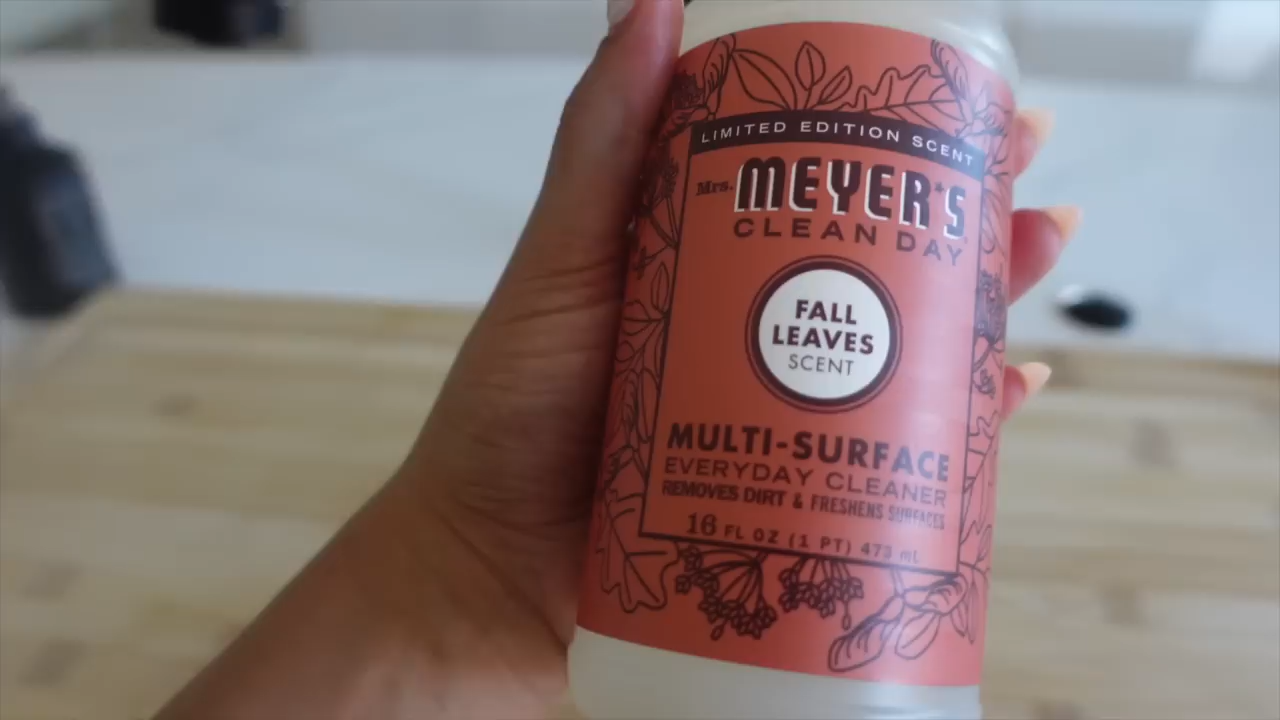 LIMITED EDITION SCENT
Mrs. MEYER'S
CLEAN DAY
FALL
LEAVES
SCENT
MULTI-SURFACE
EVERYDAY CLEANER
REMOVES DIRT & FRESHENS SURFACES
16 FL OZ (1 PT) 473 mL